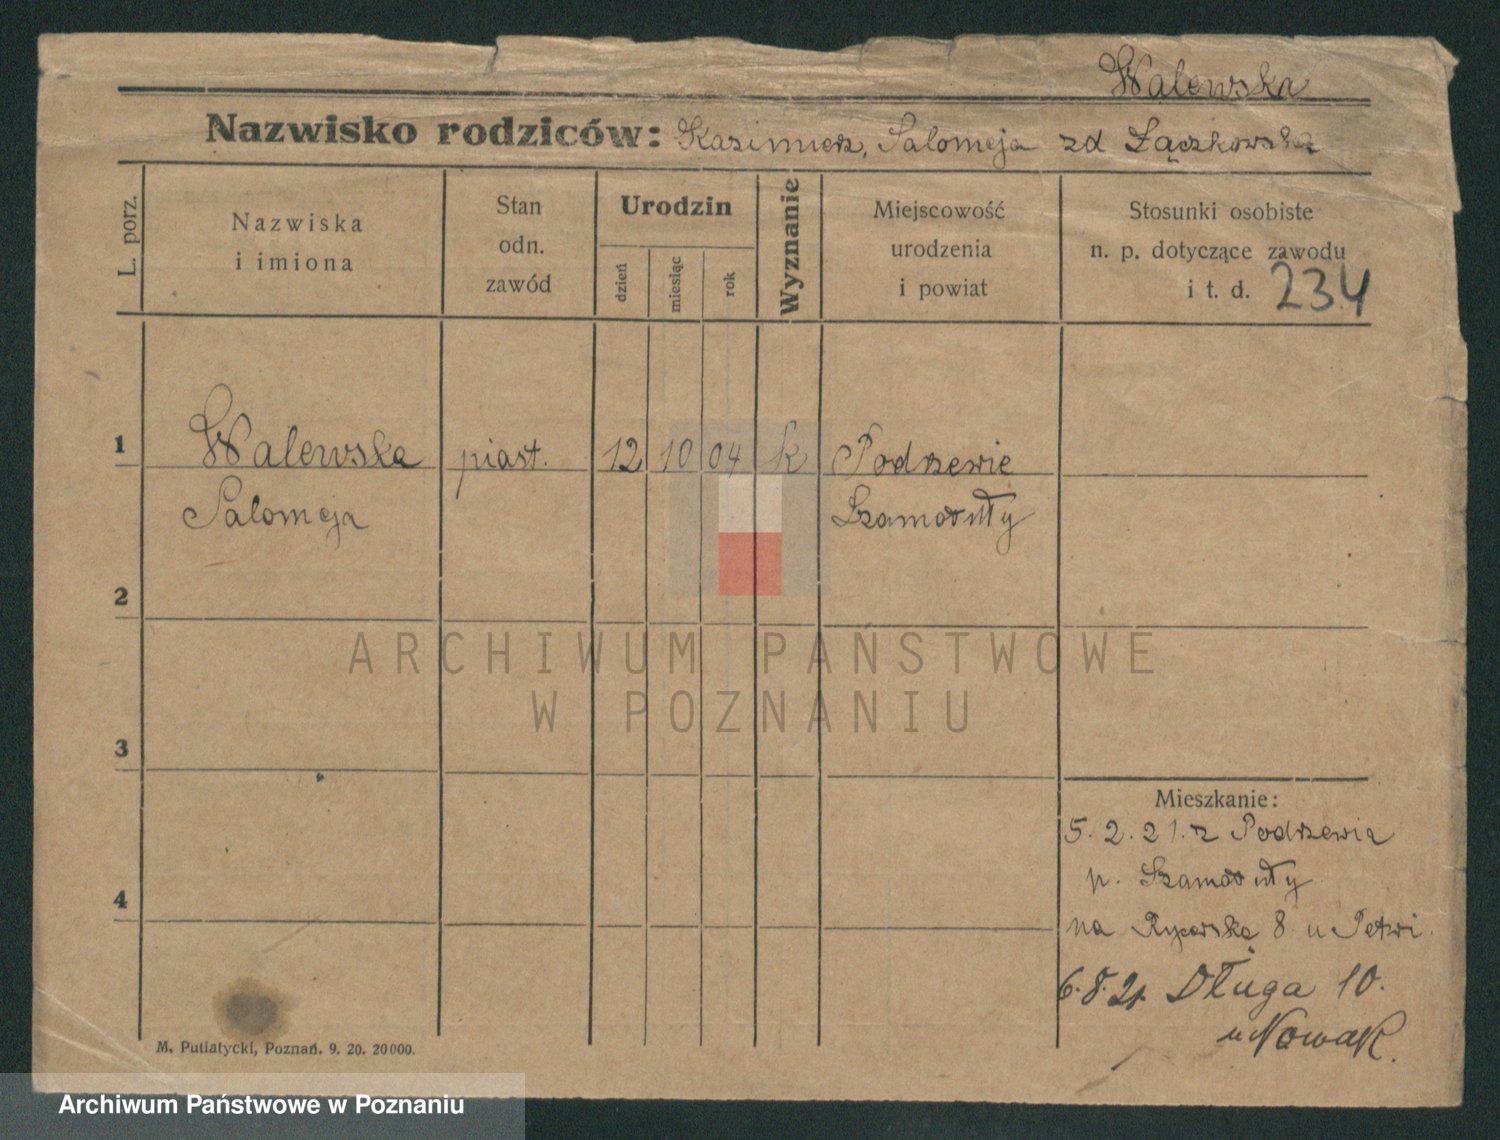 Walewska
Nazwisko rodziców: Kazimierz, Salomeja zd Łączkowska
L. porz.
Nazwiska
i imiona
Stan
odn.
zawód
Urodzin
dzień
miesiąc
rok
Wyznanie
Miejscowość
urodzenia
i powiat
Stosunki osobiste
n. p. dotyczące zawodu
i t. d. 234
1 Walewska piast. 12 10 04 k Podrzewie
Salomeja Szamotuły
2
3
4
Mieszkanie:
5. 2. 21. z Podrzewia
p. Szamotuły
na Rycerską 8 u Petri.
6. 8. 21. Długa 10.
u Nowak.
M. Putiatycki, Poznań. 9. 20. 20000.
ARCHIWUM PAŃSTWOWE
W POZNANIU
Archiwum Państwowe w Poznaniu